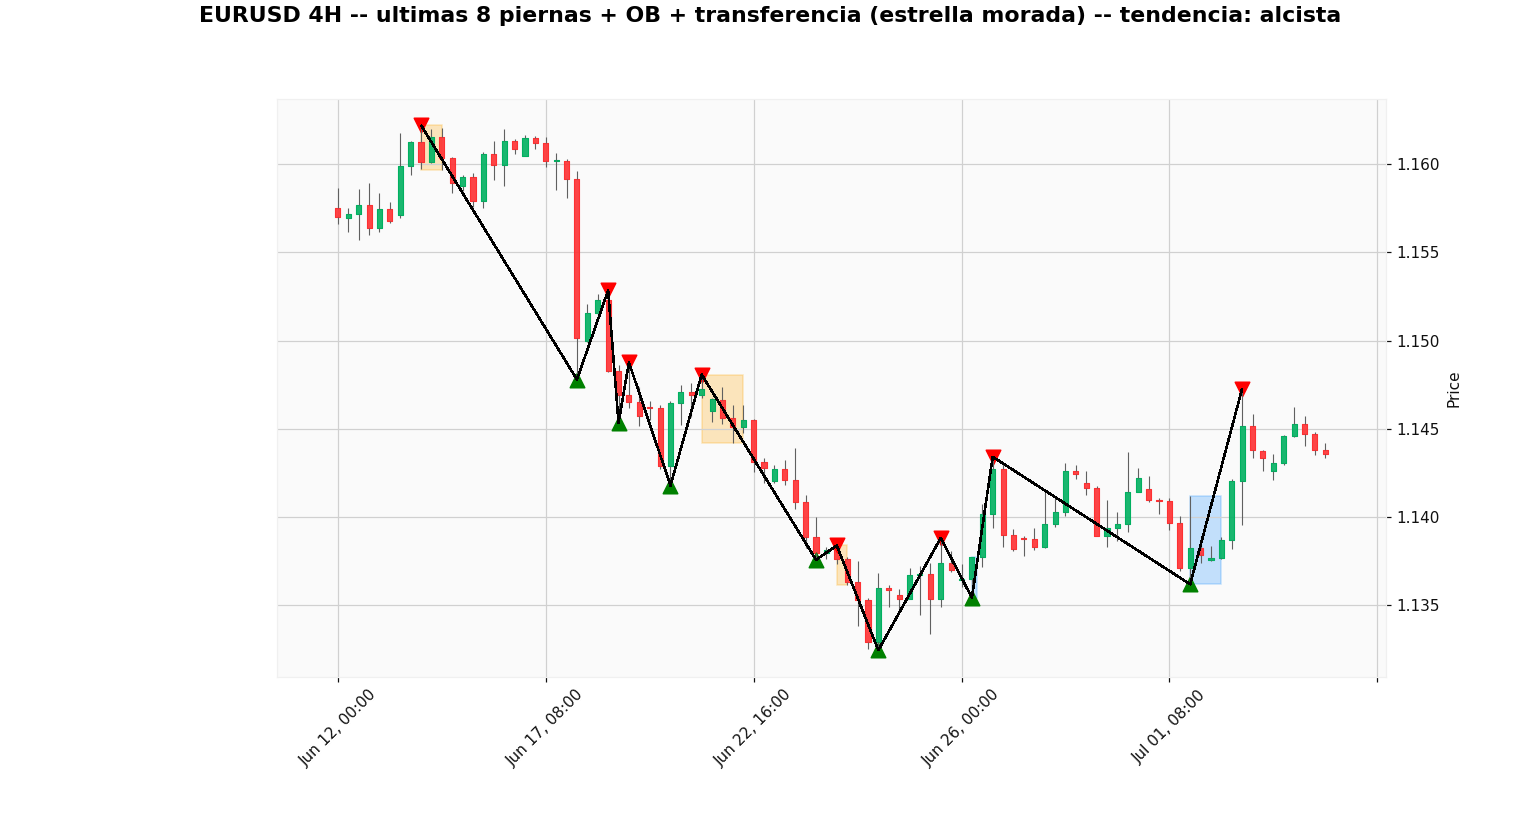 EURUSD 4H -- ultimas 8 piernas + OB + transferencia (estrella morada) -- tendencia: alcista
1.160
1.155
1.150
1.145
1.140
1.135
Price
Jun 12, 00:00
Jun 17, 08:00
Jun 22, 16:00
Jun 26, 00:00
Jul 01, 08:00